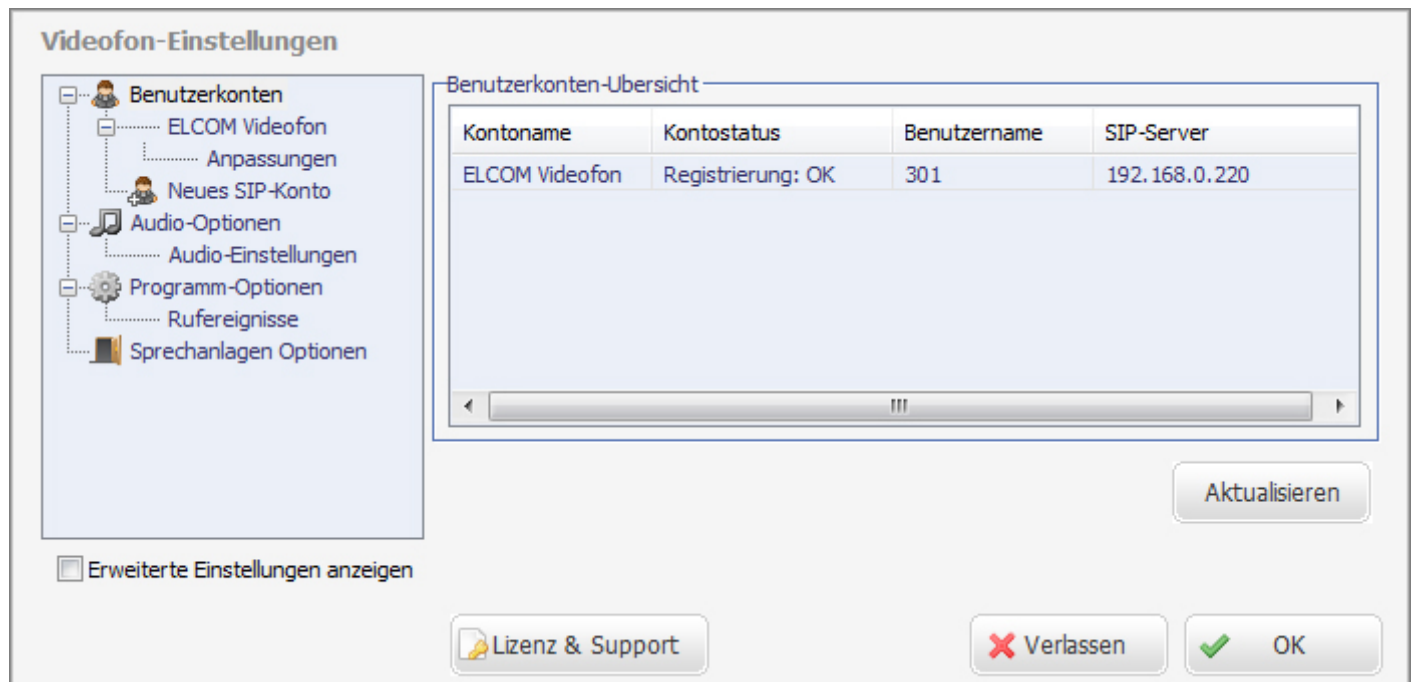 Videofon-Einstellungen
Benutzerkonten
ELCOM Videofon
Anpassungen
Neues SIP-Konto
Audio-Optionen
Audio-Einstellungen
Programm-Optionen
Rufereignisse
Sprechanlagen Optionen
Erweiterte Einstellungen anzeigen
Benutzerkonten-Übersicht
Kontoname Kontostatus Benutzername SIP-Server
ELCOM Videofon Registrierung: OK 301 192.168.0.220
Aktualisieren
Lizenz & Support
Verlassen
OK